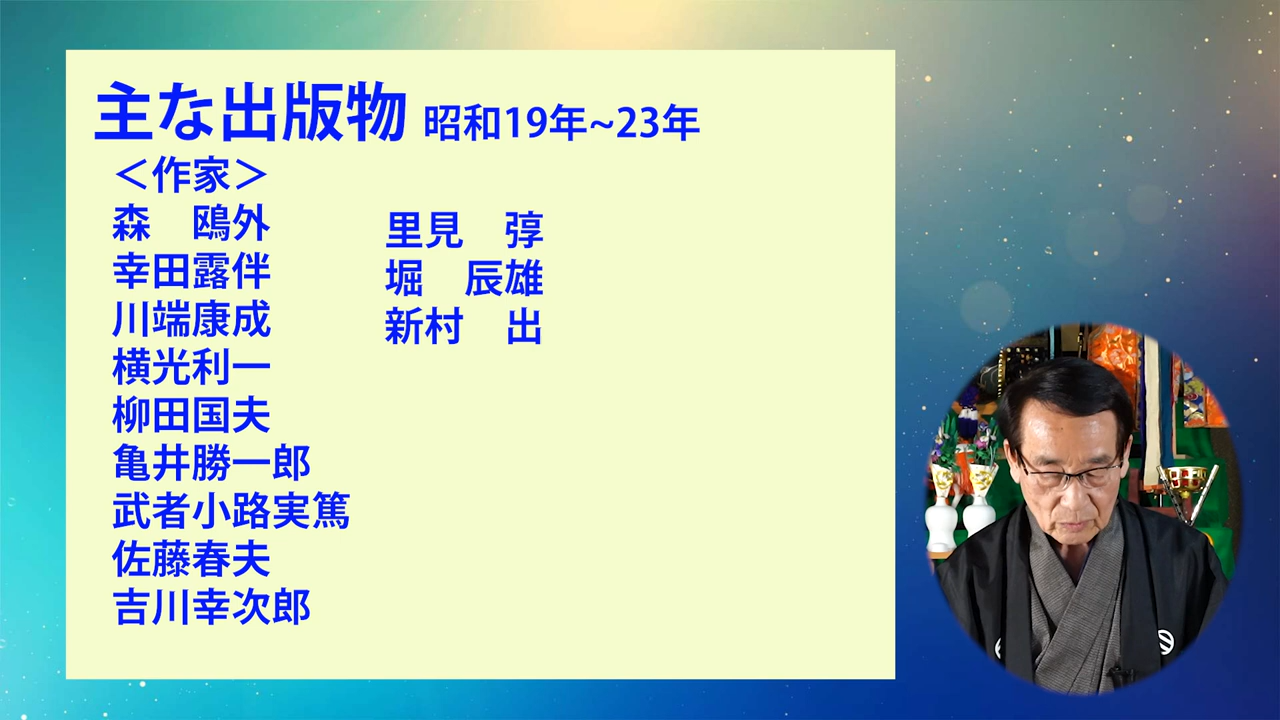 主な出版物 昭和19年~23年
＜作家＞
森　鴎外
幸田露伴
川端康成
横光利一
柳田国夫
亀井勝一郎
武者小路実篤
佐藤春夫
吉川幸次郎
里見　弴
堀　辰雄
新村　出